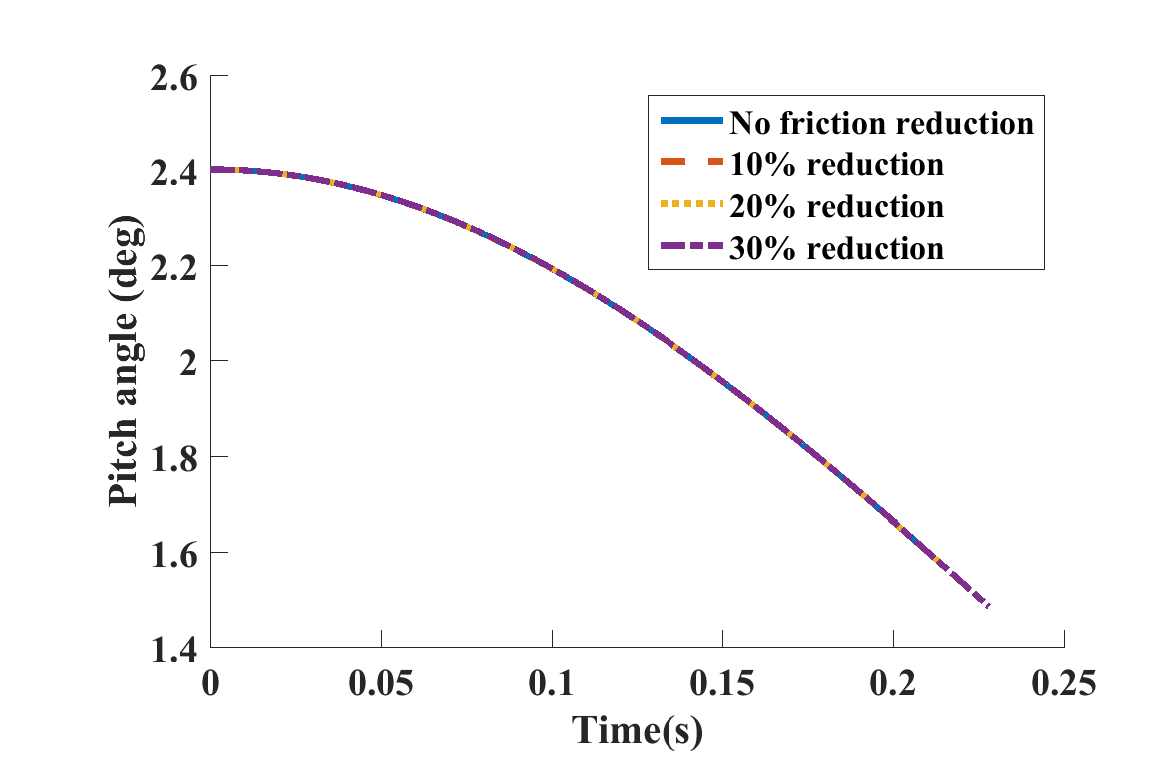 2.6
2.4
2.2
2
1.8
1.6
1.4
Pitch angle (deg)
No friction reduction
10% reduction
20% reduction
30% reduction
0 0.05 0.1 0.15 0.2 0.25
Time(s)